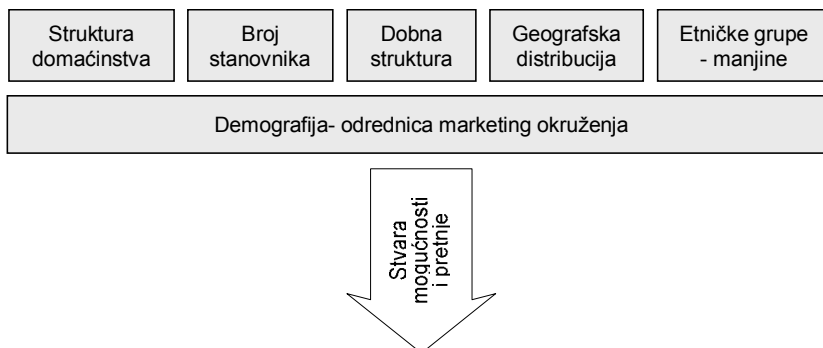 Struktura
domaćinstva
Broj
stanovnika
Dobna
struktura
Geografska
distribucija
Etničke grupe
- manjine
Demografija- odrednica marketing okruženja
Stvara
mogućnosti
i pretnje